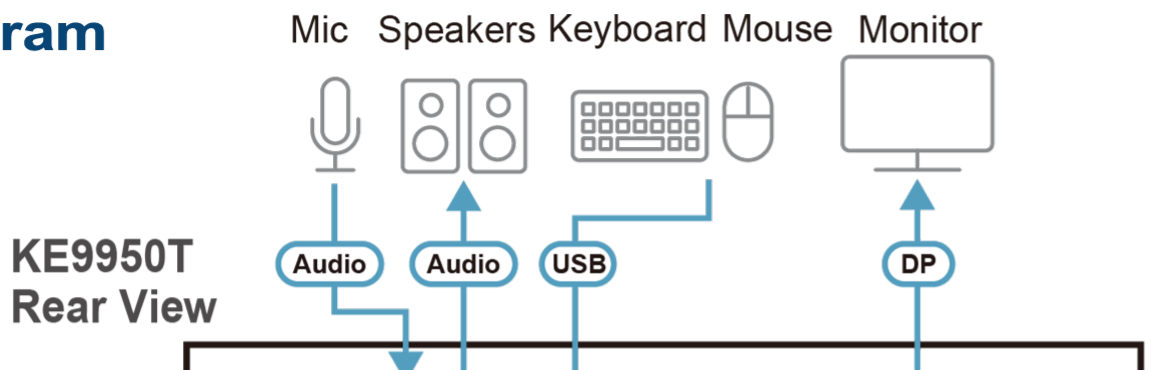 ram
Mic Speakers Keyboard Mouse Monitor
KE9950T
Rear View
Audio Audio USB DP